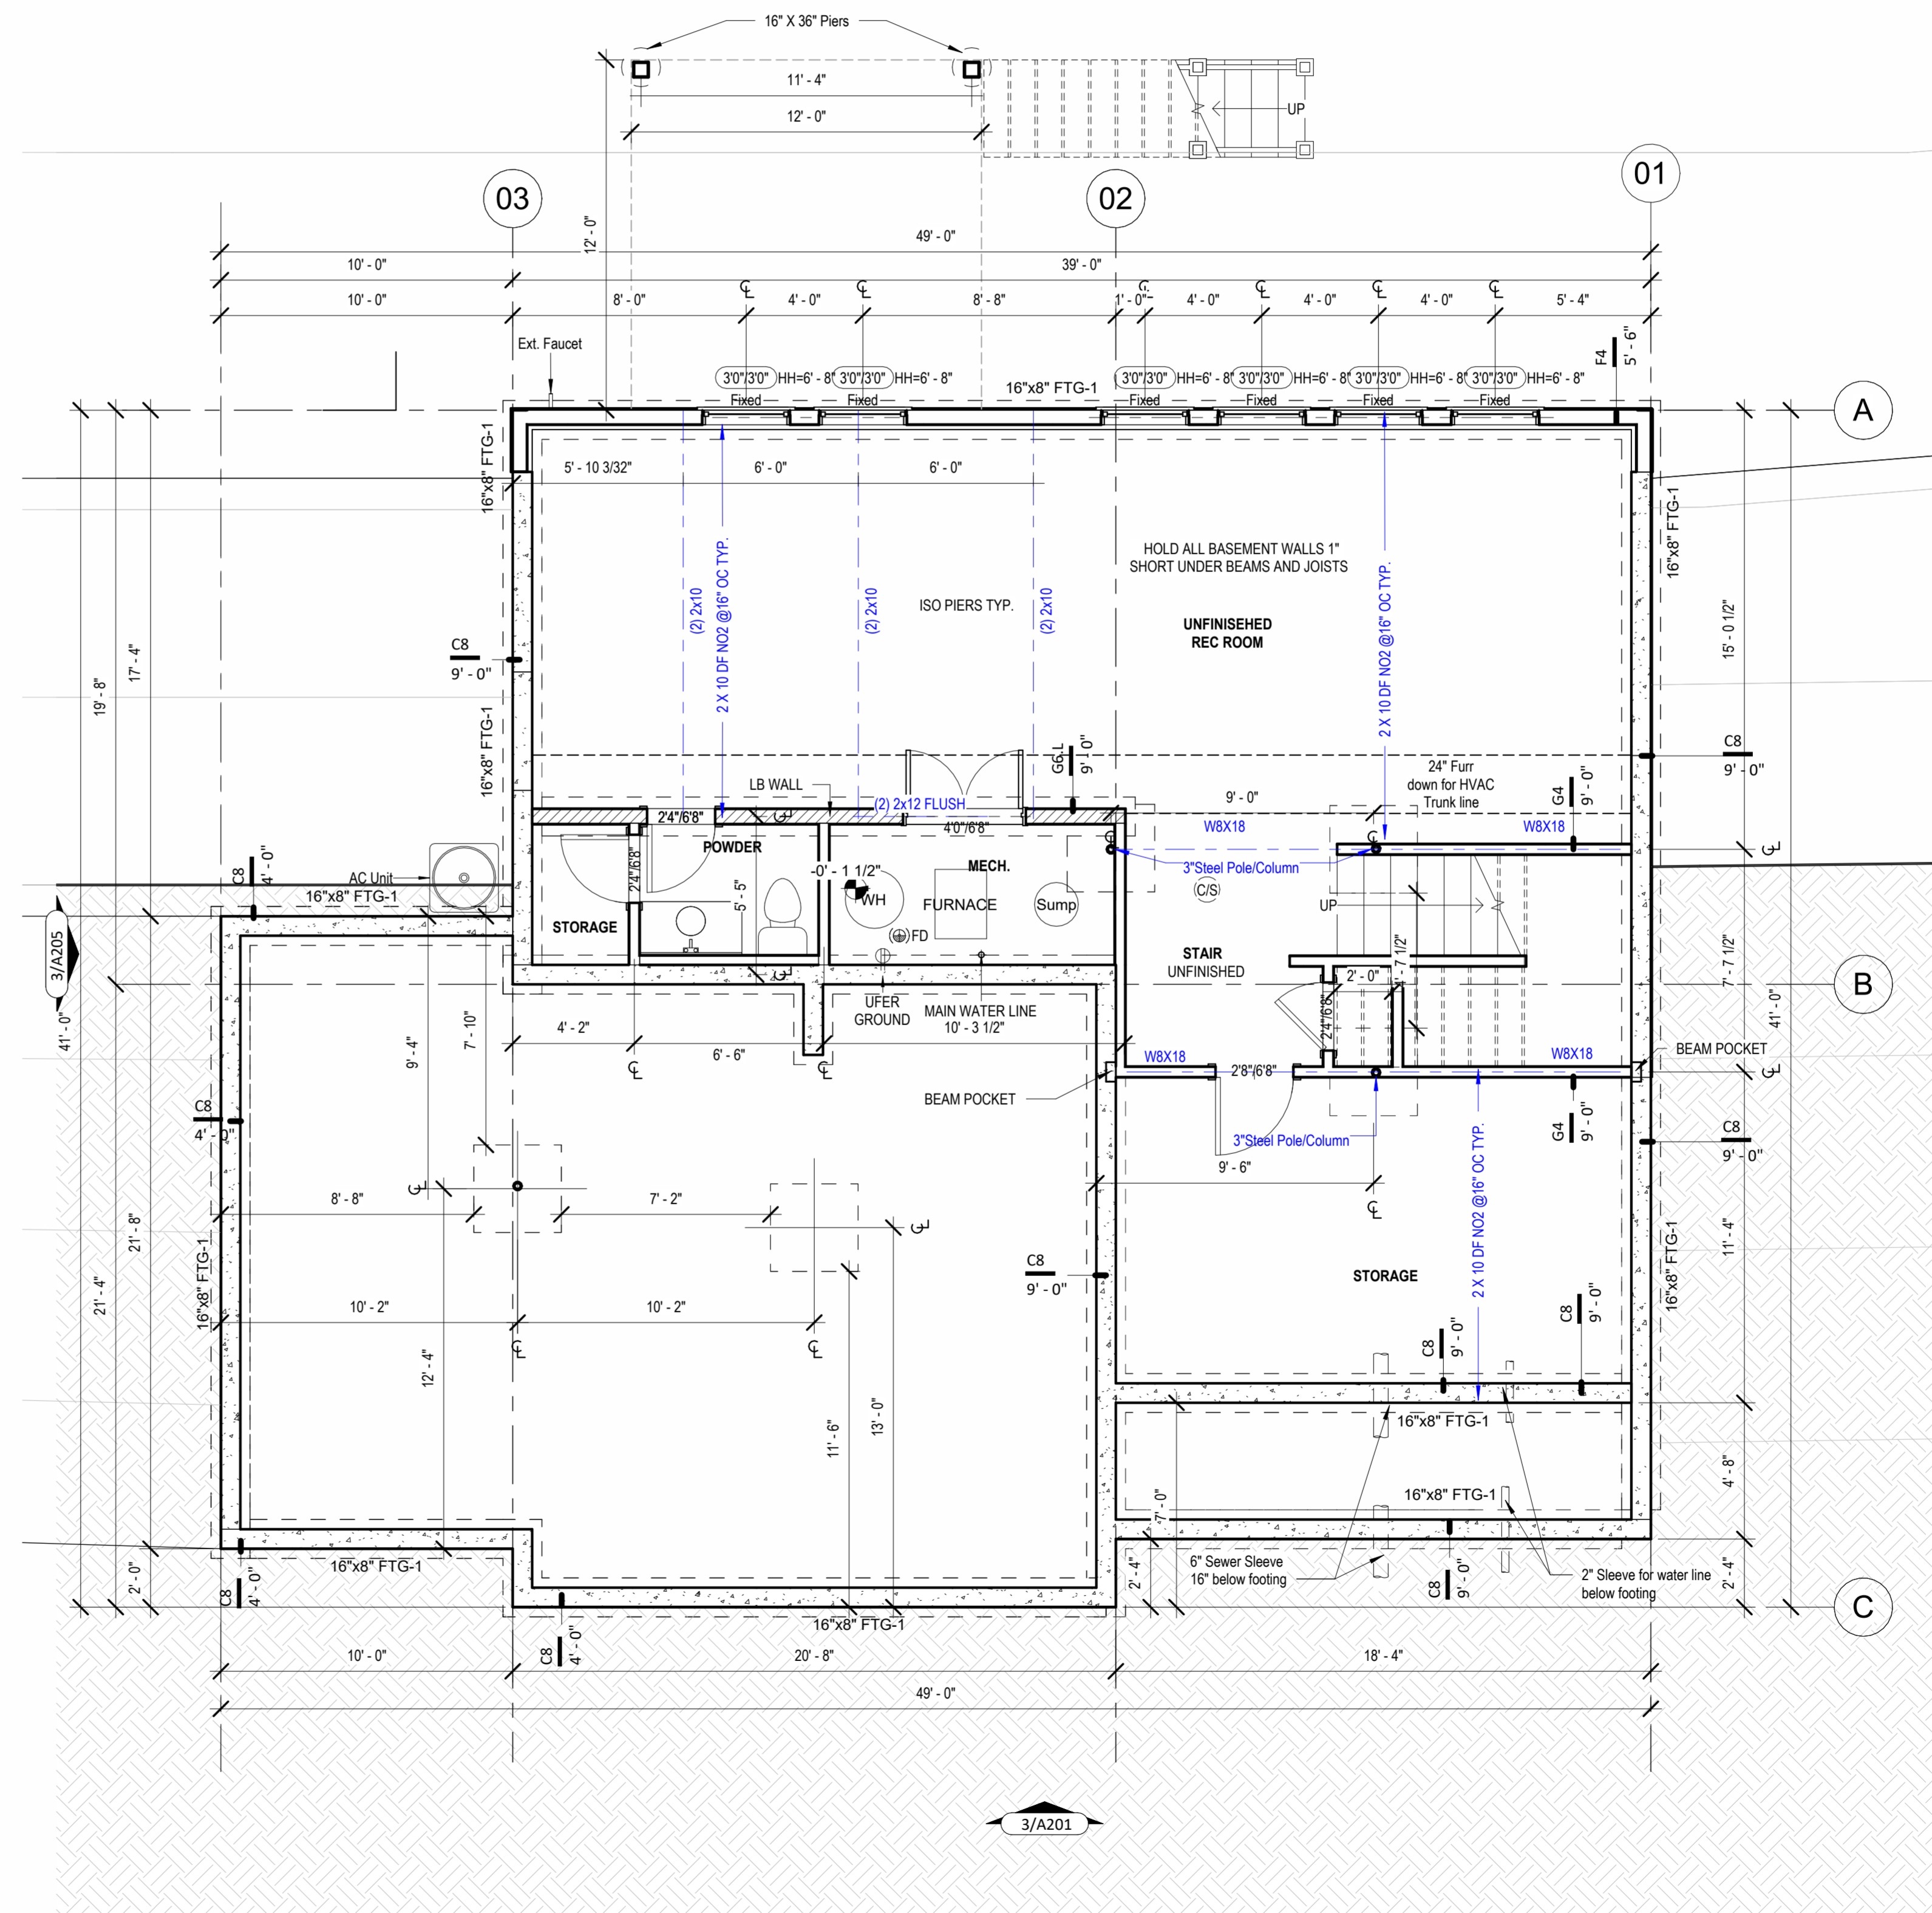 16" X 36" Piers
11' - 4"
12' - 0"
UP
12' - 0"
03
02
01
49' - 0"
10' - 0"
39' - 0"
10' - 0"
8' - 0"
4' - 0"
8' - 8"
1' - 0"
4' - 0"
4' - 0"
4' - 0"
5' - 4"
Ext. Faucet
F4
5' - 6"
3'0"/3'0" HH=6' - 8" 3'0"/3'0" HH=6' - 8"
3'0"/3'0" HH=6' - 8" 3'0"/3'0" HH=6' - 8" 3'0"/3'0" HH=6' - 8" 3'0"/3'0" HH=6' - 8"
16"x8" FTG-1
Fixed Fixed Fixed Fixed Fixed Fixed
A
16"x8" FTG-1
5' - 10 3/32"
6' - 0"
6' - 0"
16"x8" FTG-1
HOLD ALL BASEMENT WALLS 1"
SHORT UNDER BEAMS AND JOISTS
(2) 2x10
2 X 10 DF NO2 @16" OC TYP.
(2) 2x10
ISO PIERS TYP.
(2) 2x10
UNFINISEHED
REC ROOM
2 X 10 DF NO2 @16" OC TYP.
15' - 0 1/2"
17' - 4"
19' - 8"
C8
9' - 0"
16"x8" FTG-1
C8
9' - 0"
G6.L
9' - 0"
LB WALL
(2) 2x12 FLUSH
24" Furr
down for HVAC
Trunk line
G4
9' - 0"
9' - 0"
W8X18
W8X18
2'4"/6'8"
4'0"/6'8"
POWDER
2'4"/6'8"
-0' - 1 1/2"
MECH.
3"Steel Pole/Column
C/S
C8
4' - 0"
AC Unit
16"x8" FTG-1
5' - 5"
WH
FURNACE
Sump
UP
STORAGE
FD
STAIR
UNFINISHED
4' - 7 1/2"
2' - 0"
7' - 7 1/2"
B
3/A205
41' - 0"
41' - 0"
UFER
GROUND
MAIN WATER LINE
10' - 3 1/2"
2'4"/6'8"
4' - 2"
6' - 6"
7' - 10"
9' - 4"
W8X18
W8X18
BEAM POCKET
2'8"/6'8"
BEAM POCKET
C8
4' - 0"
3"Steel Pole/Column
G4
9' - 0"
C8
9' - 0"
9' - 6"
8' - 8"
7' - 2"
2 X 10 DF NO2 @16" OC TYP.
21' - 8"
21' - 4"
16"x8" FTG-1
C8
9' - 0"
STORAGE
11' - 4"
16"x8" FTG-1
10' - 2"
10' - 2"
C8
9' - 0"
C8
9' - 0"
12' - 4"
11' - 6"
13' - 0"
16"x8" FTG-1
16"x8" FTG-1
7' - 0"
4' - 8"
2' - 0"
C8
4' - 0"
16"x8" FTG-1
2' - 4"
6" Sewer Sleeve
16" below footing
C8
9' - 0"
2" Sleeve for water line
below footing
2' - 4"
C
16"x8" FTG-1
C8
4' - 0"
10' - 0"
20' - 8"
18' - 4"
49' - 0"
3/A201